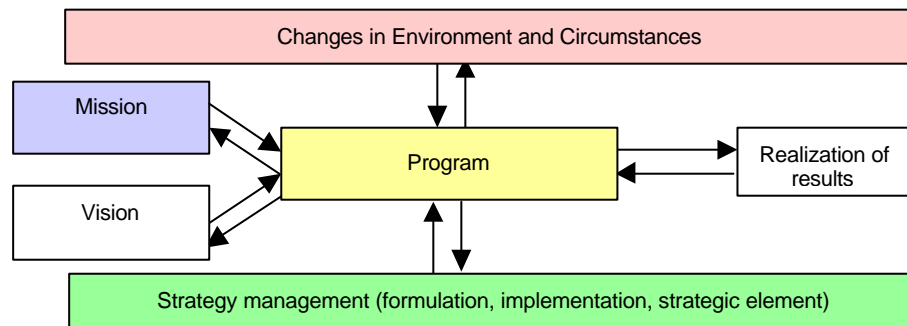 Changes in Environment and Circumstances
Mission
Program
Realization of
results
Vision
Strategy management (formulation, implementation, strategic element)